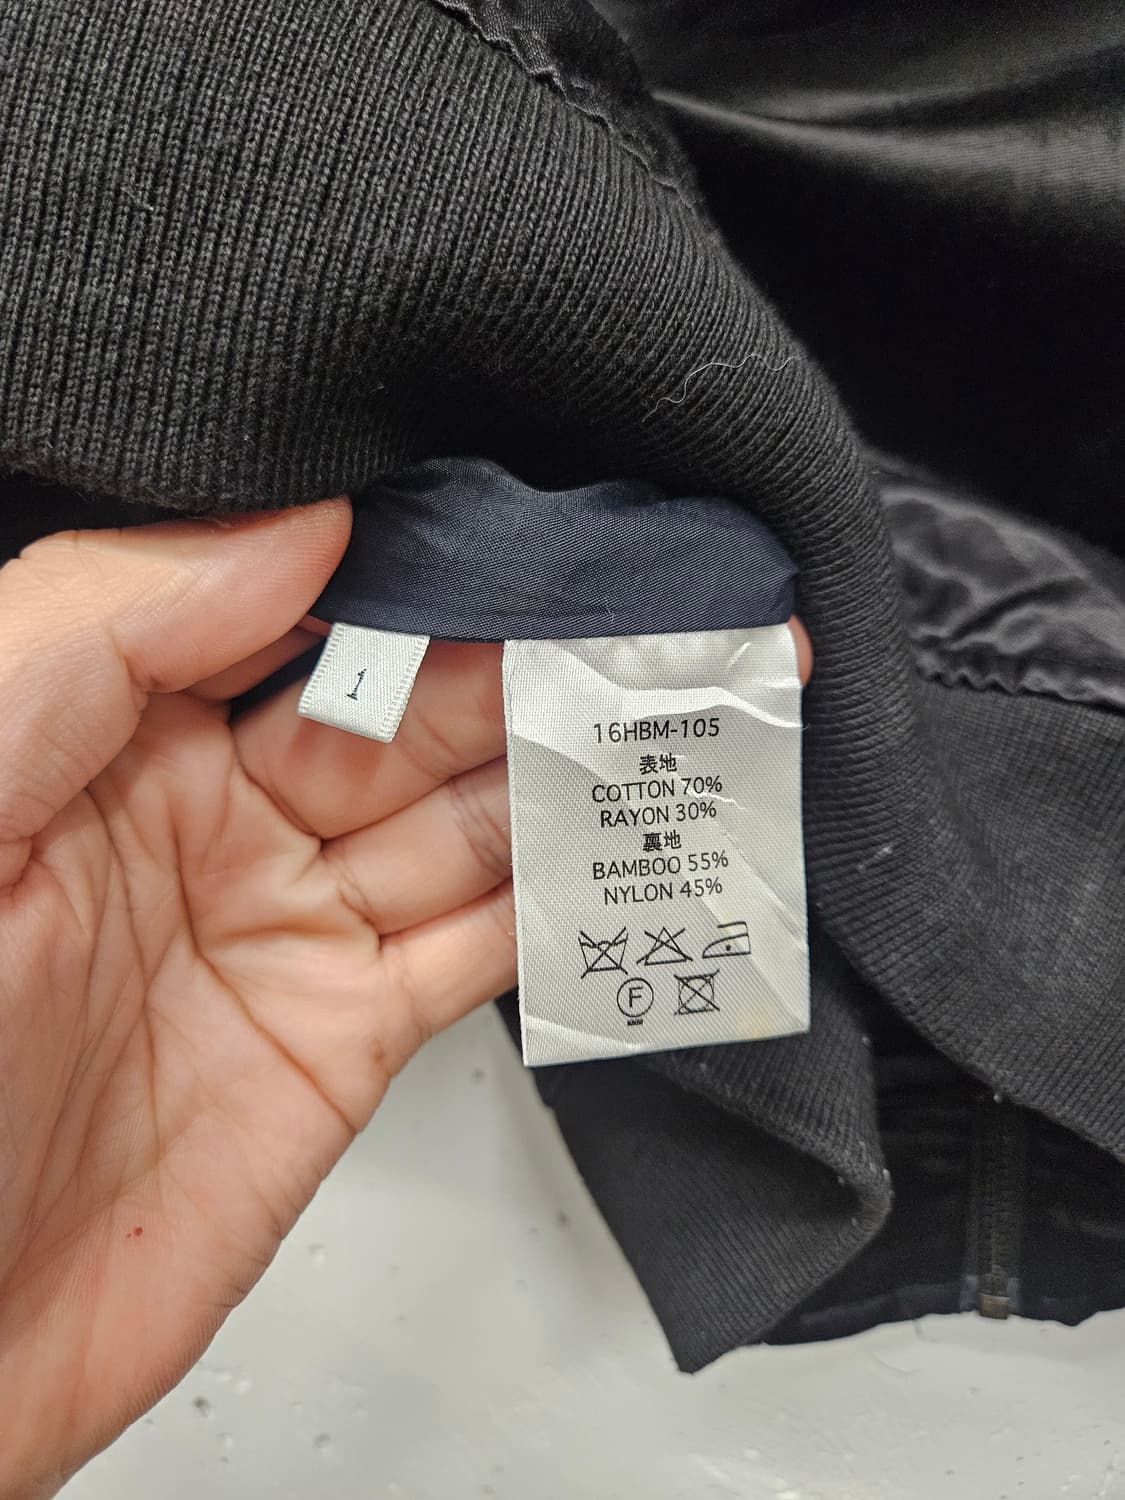 1
16HBM-105
表地
COTTON 70%
RAYON 30%
裏地
BAMBOO 55%
NYLON 45%
F